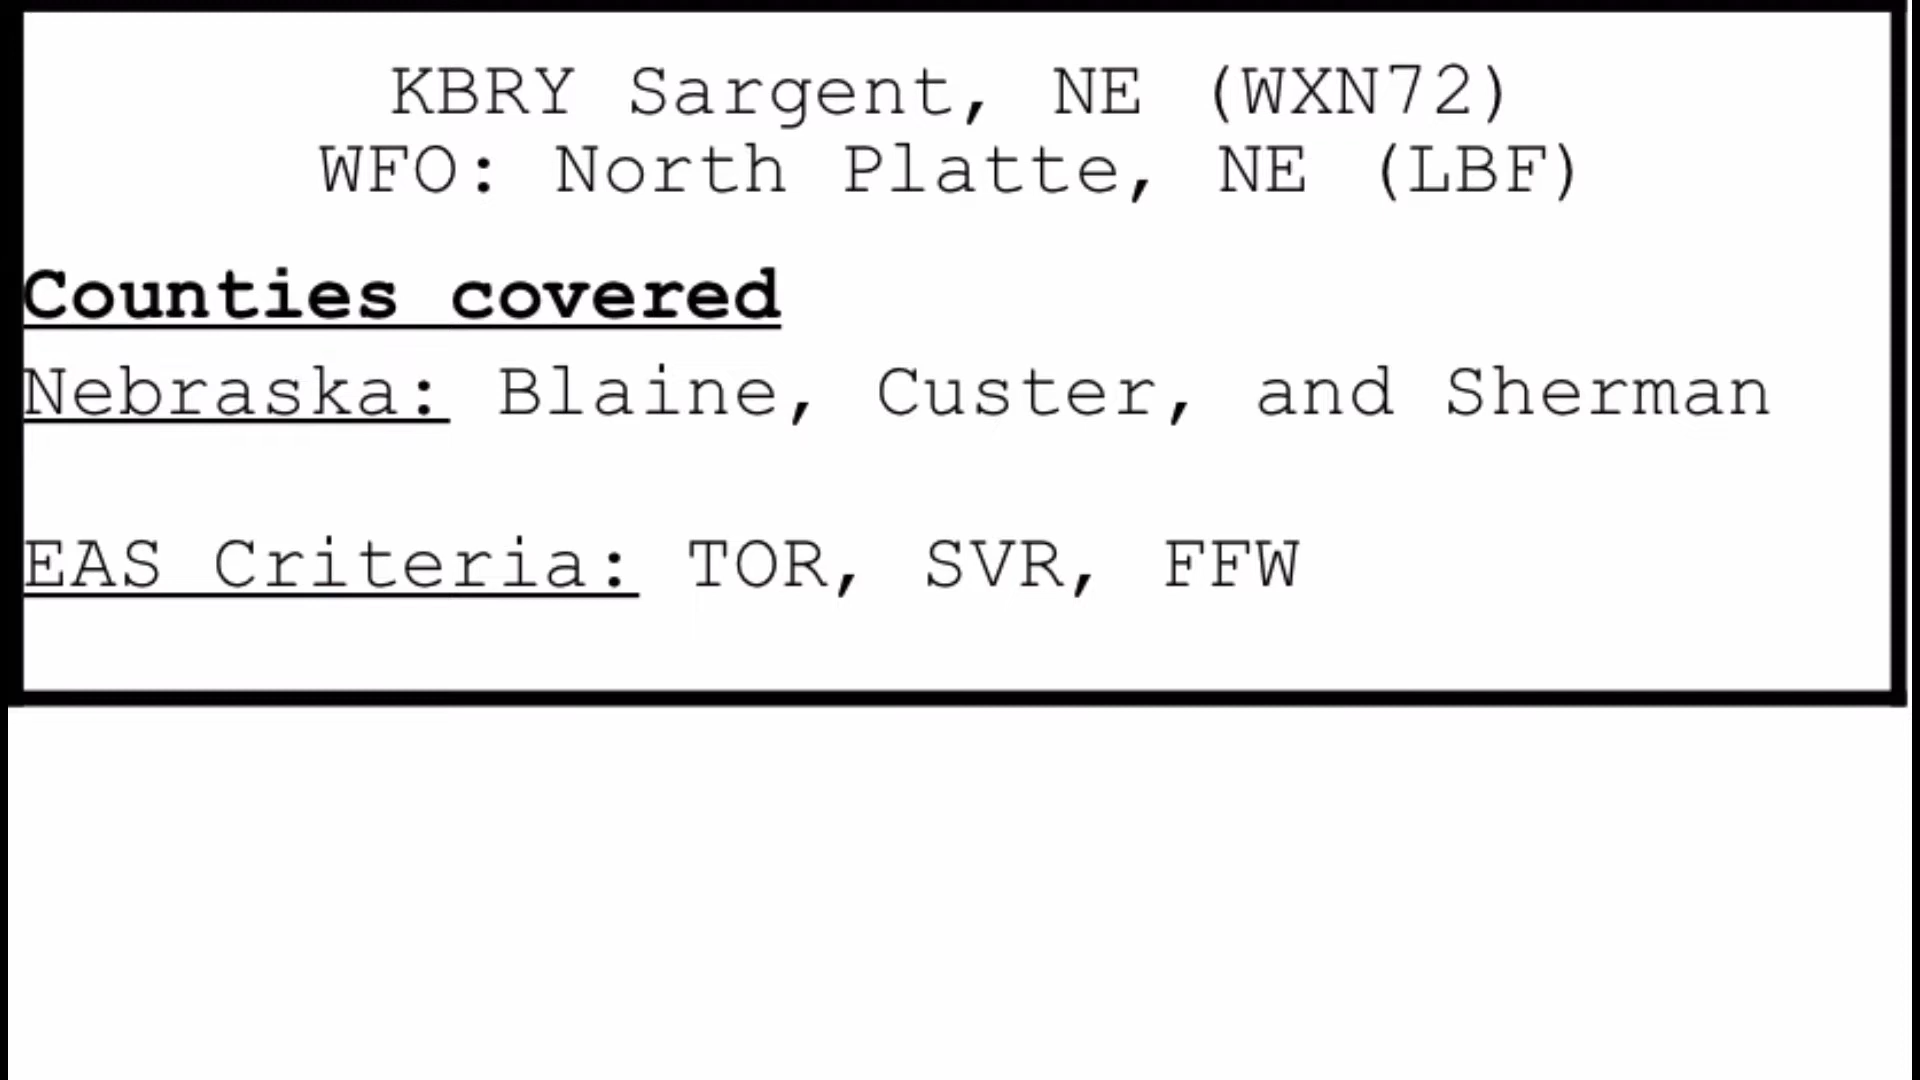 KBRY Sargent, NE (WXN72)
WFO: North Platte, NE (LBF)
Counties covered
Nebraska: Blaine, Custer, and Sherman
EAS Criteria: TOR, SVR, FFW